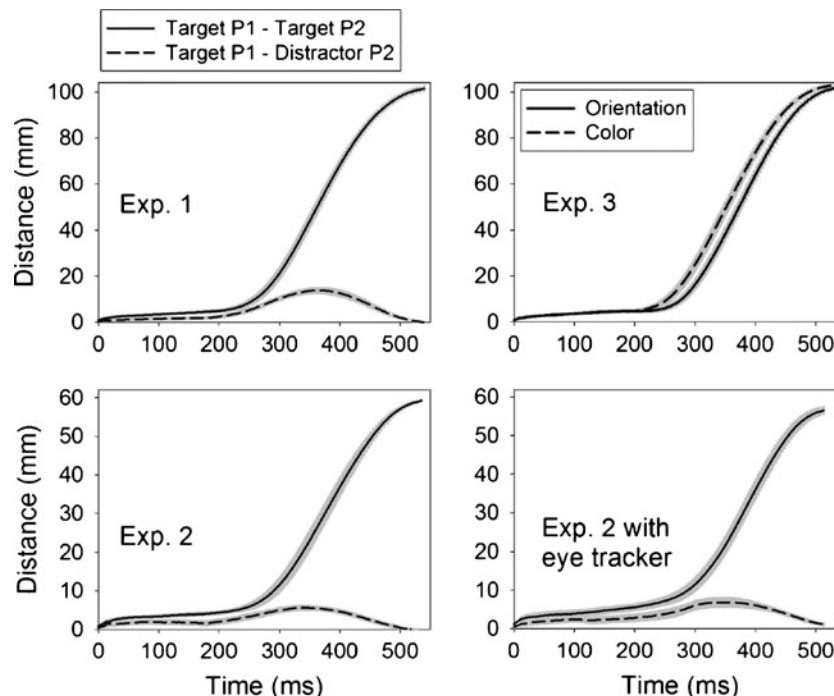 Target P1 - Target P2
Target P1 - Distractor P2
Distance (mm)
100
80
60
40
20
0
Exp. 1
0 100 200 300 400 500
Orientation
Color
100
80
60
40
20
0
Exp. 3
0 100 200 300 400 500
Distance (mm)
60
50
40
30
20
10
0
Exp. 2
0 100 200 300 400 500
Time (ms)
60
50
40
30
20
10
0
Exp. 2 with
eye tracker
0 100 200 300 400 500
Time (ms)